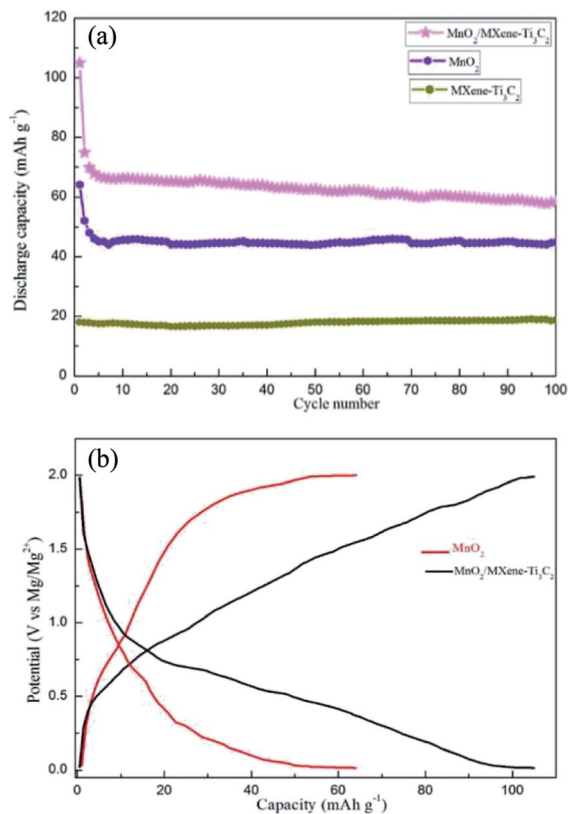 (a)
MnO₂/MXene-Ti₃C₂
MnO₂
MXene-Ti₃C₂
120
100
80
60
40
20
0
Discharge capacity (mAh g⁻¹)
0 10 20 30 40 50 60 70 80 90 100
Cycle number
(b)
MnO₂
MnO₂/MXene-Ti₃C₂
2.0
1.5
1.0
0.5
0.0
Potential (V vs Mg/Mg²⁺)
0 20 40 60 80 100
Capacity (mAh g⁻¹)